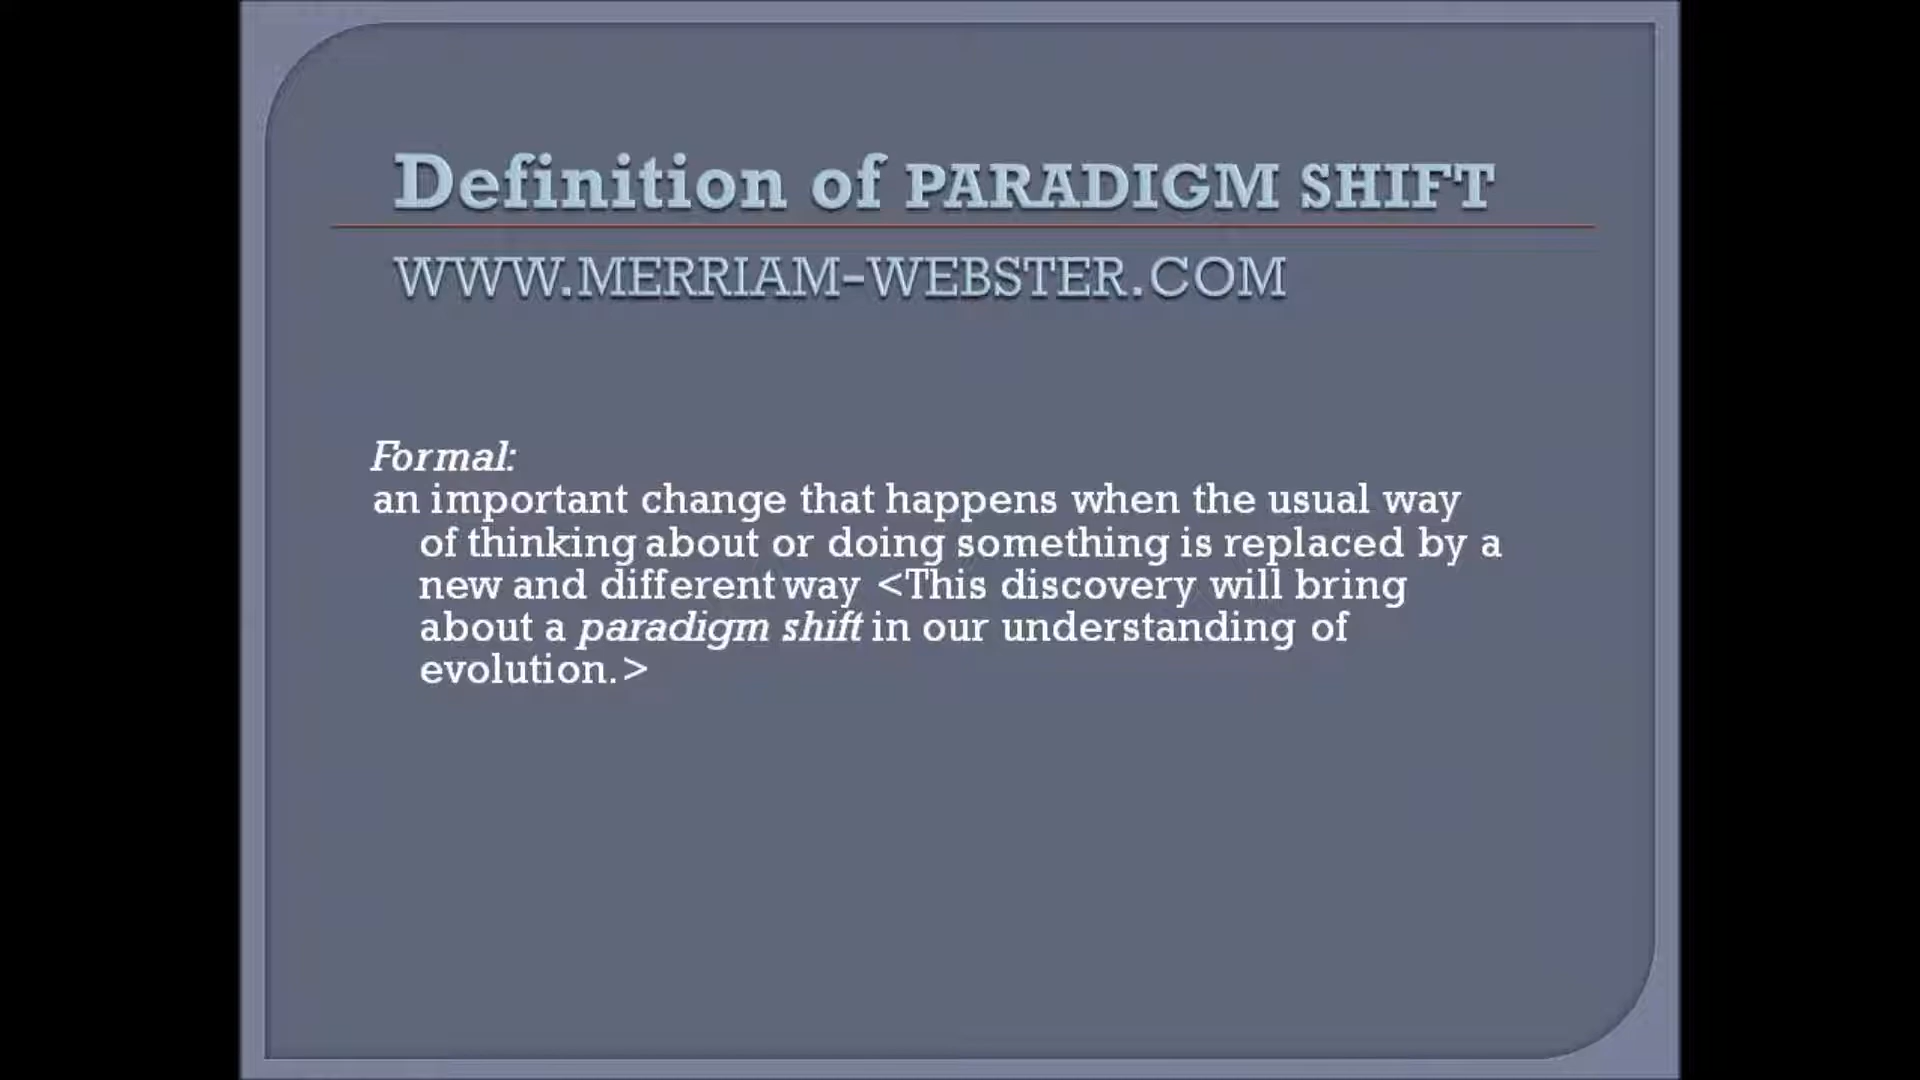 Definition of PARADIGM SHIFT
WWW.MERRIAM-WEBSTER.COM
Formal:
an important change that happens when the usual way
of thinking about or doing something is replaced by a
new and different way <This discovery will bring
about a paradigm shift in our understanding of
evolution.>